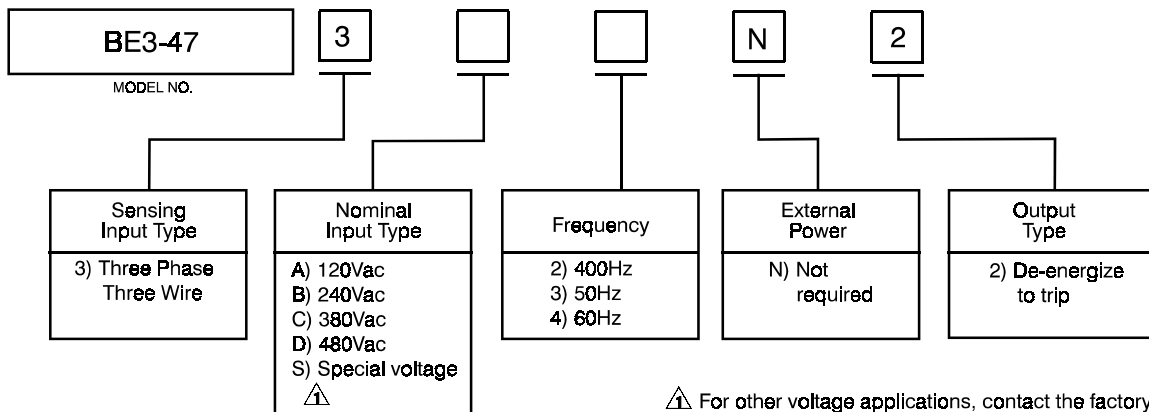 BE3-47
3
N
2
MODEL NO.
Sensing
Input Type
3) Three Phase
Three Wire
Nominal
Input Type
A) 120Vac
B) 240Vac
C) 380Vac
D) 480Vac
S) Special voltage
1
Frequency
2) 400Hz
3) 50Hz
4) 60Hz
External
Power
N) Not
required
Output
Type
2) De-energize
to trip
1 For other voltage applications, contact the factory